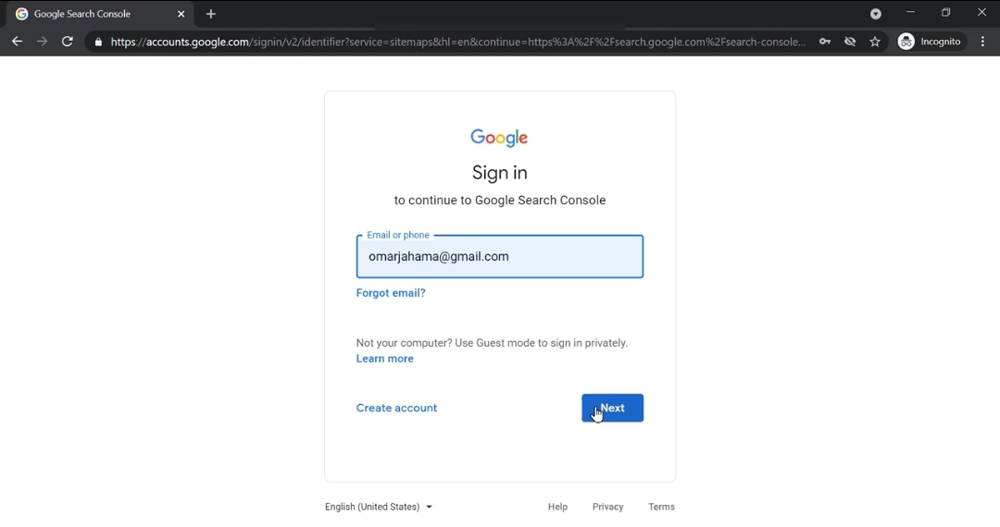 Google Search Console
https://accounts.google.com/signin/v2/identifier?service=sitemaps&hl=en&continue=https%3A%2F%2Fsearch.google.com%2Fsearch-console...
Incognito
Google
Sign in
to continue to Google Search Console
Email or phone
omarjahama@gmail.com
Forgot email?
Not your computer? Use Guest mode to sign in privately.
Learn more
Create account
Next
English (United States)
Help
Privacy
Terms